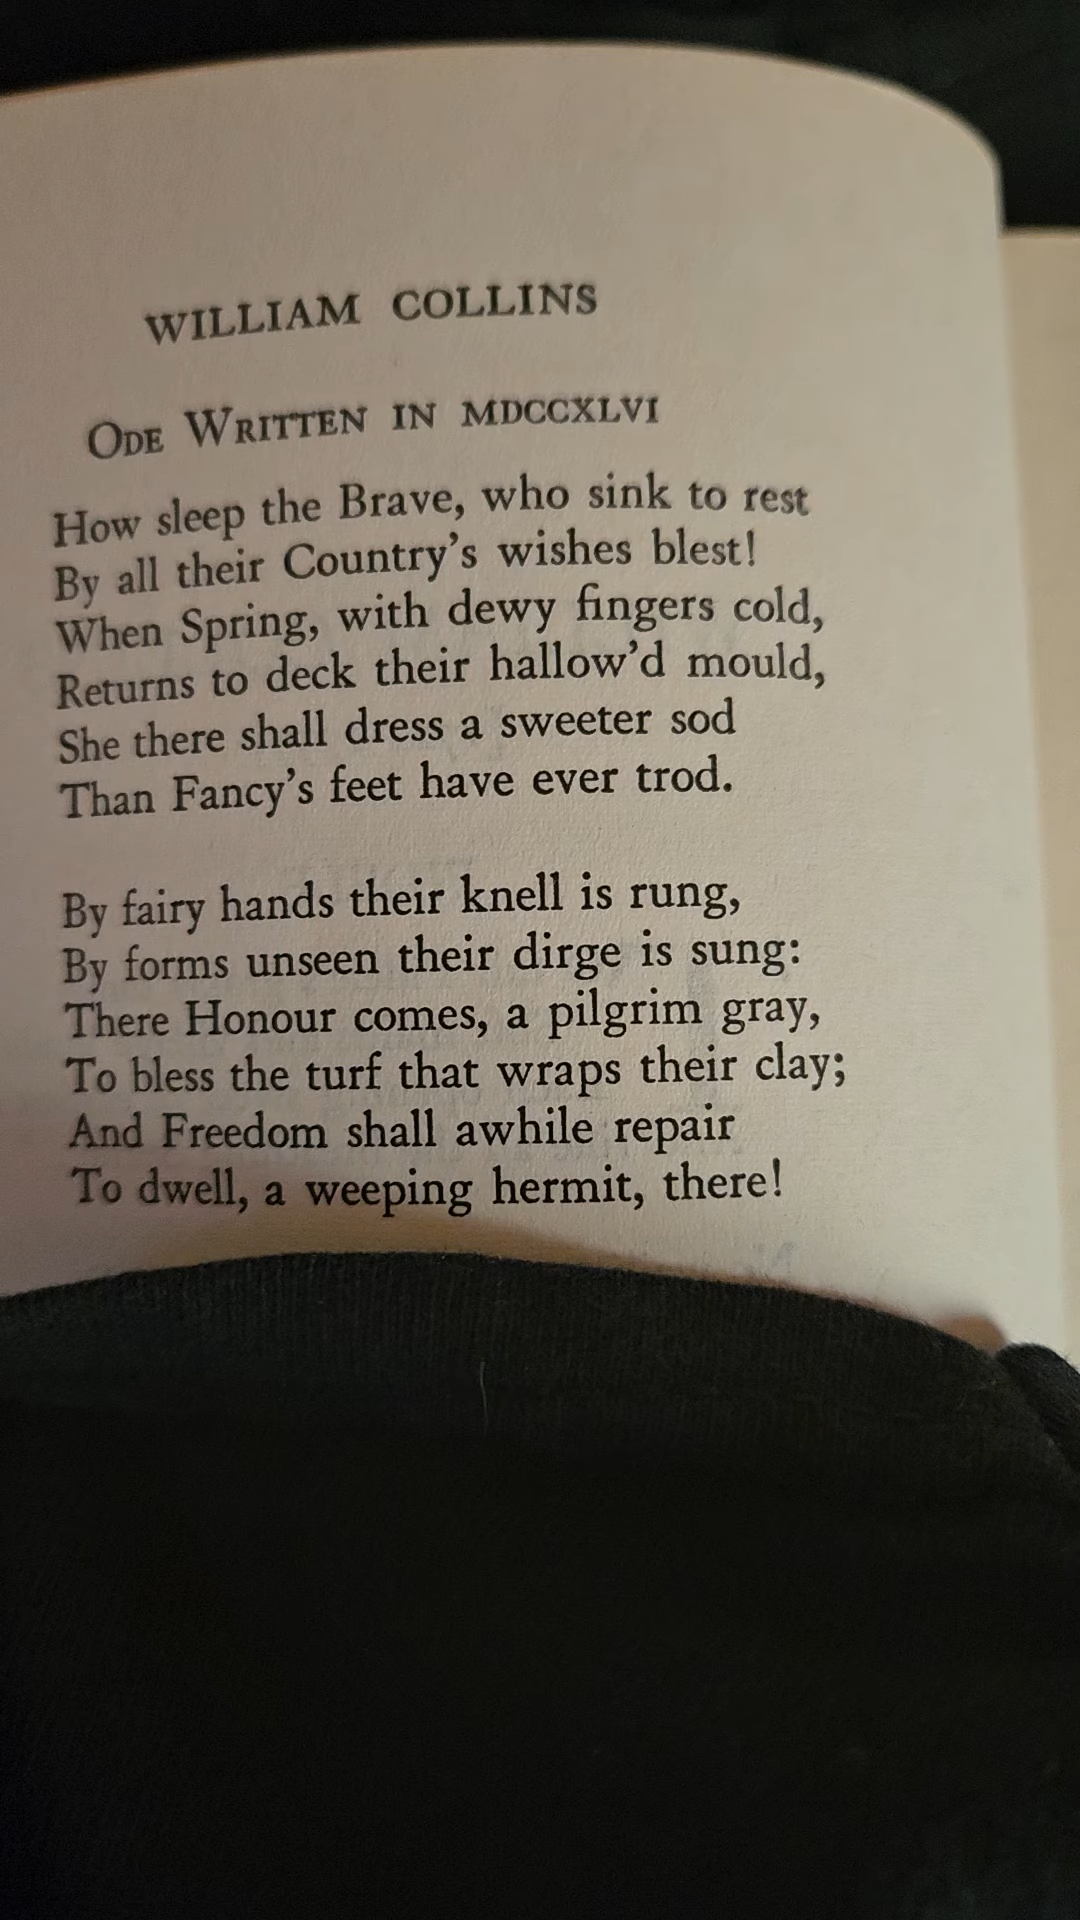 WILLIAM COLLINS
ODE WRITTEN IN MDCCXLVI
How sleep the Brave, who sink to rest
By all their Country's wishes blest!
When Spring, with dewy fingers cold,
Returns to deck their hallow'd mould,
She there shall dress a sweeter sod
Than Fancy's feet have ever trod.
By fairy hands their knell is rung,
By forms unseen their dirge is sung:
There Honour comes, a pilgrim gray,
To bless the turf that wraps their clay;
And Freedom shall awhile repair
To dwell, a weeping hermit, there!